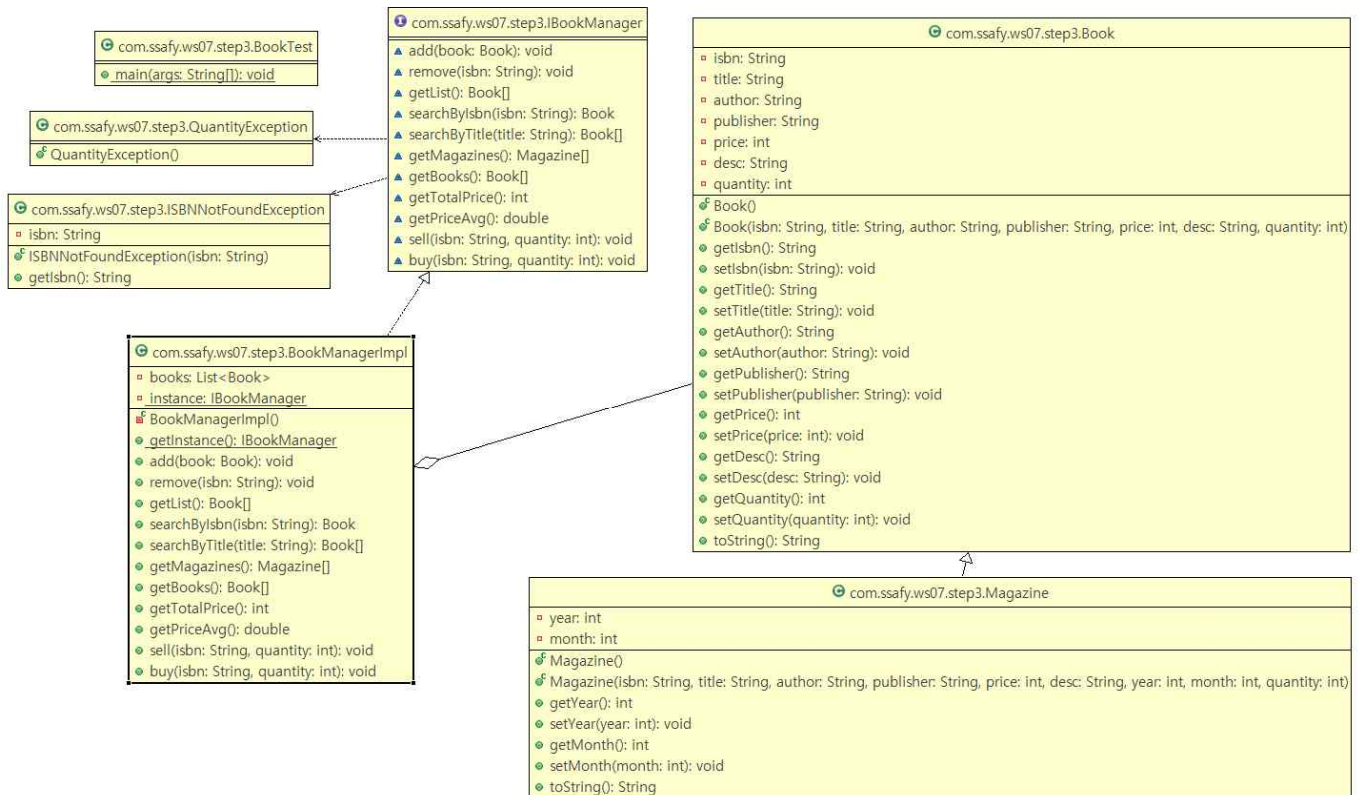 com.ssafy.ws07.step3.BookTest
main(args: String[]): void
com.ssafy.ws07.step3.QuantityException
QuantityException()
com.ssafy.ws07.step3.ISBNNotFoundException
isbn: String
ISBNNotFoundException(isbn: String)
getIsbn(): String
com.ssafy.ws07.step3.IBookManager
add(book: Book): void
remove(isbn: String): void
getList(): Book[]
searchByIsbn(isbn: String): Book
searchByTitle(title: String): Book[]
getMagazines(): Magazine[]
getBooks(): Book[]
getTotalPrice(): int
getPriceAvg(): double
sell(isbn: String, quantity: int): void
buy(isbn: String, quantity: int): void
com.ssafy.ws07.step3.BookManagerImpl
books: List<Book>
instance: IBookManager
BookManagerImpl()
getInstance(): IBookManager
add(book: Book): void
remove(isbn: String): void
getList(): Book[]
searchByIsbn(isbn: String): Book
searchByTitle(title: String): Book[]
getMagazines(): Magazine[]
getBooks(): Book[]
getTotalPrice(): int
getPriceAvg(): double
sell(isbn: String, quantity: int): void
buy(isbn: String, quantity: int): void
com.ssafy.ws07.step3.Book
isbn: String
title: String
author: String
publisher: String
price: int
desc: String
quantity: int
Book()
Book(isbn: String, title: String, author: String, publisher: String, price: int, desc: String, quantity: int)
getIsbn(): String
setIsbn(isbn: String): void
getTitle(): String
setTitle(title: String): void
getAuthor(): String
setAuthor(author: String): void
getPublisher(): String
setPublisher(publisher: String): void
getPrice(): int
setPrice(price: int): void
getDesc(): String
setDesc(desc: String): void
getQuantity(): int
setQuantity(quantity: int): void
toString(): String
com.ssafy.ws07.step3.Magazine
year: int
month: int
Magazine()
Magazine(isbn: String, title: String, author: String, publisher: String, price: int, desc: String, year: int, month: int, quantity: int)
getYear(): int
setYear(year: int): void
getMonth(): int
setMonth(month: int): void
toString(): String